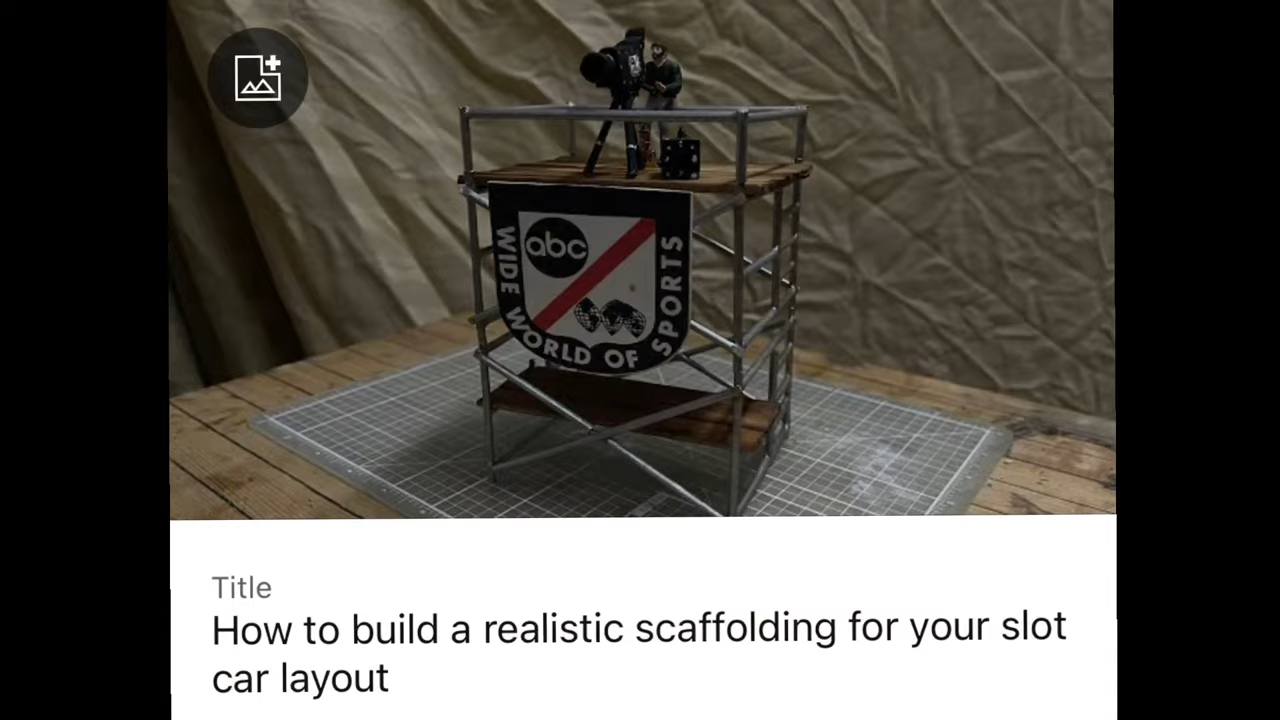 abc
WIDE WORLD OF SPORTS
Title
How to build a realistic scaffolding for your slot
car layout